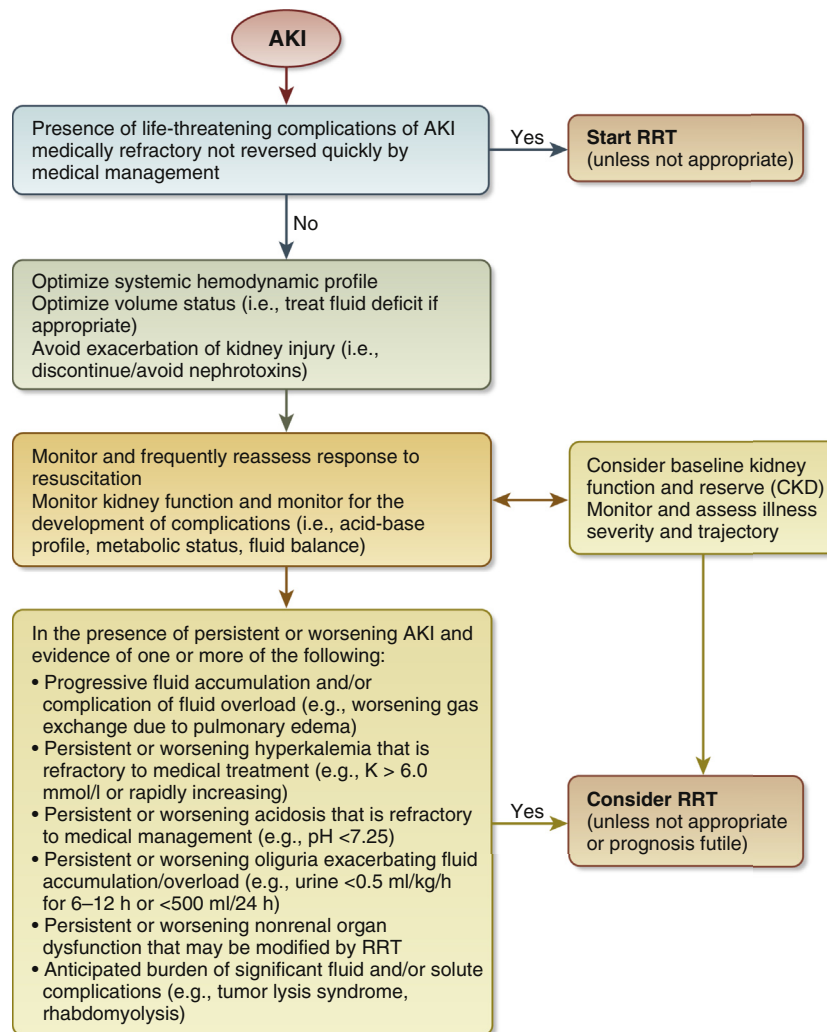 AKI
Presence of life-threatening complications of AKI
medically refractory not reversed quickly by
medical management
Yes
Start RRT
(unless not appropriate)
No
Optimize systemic hemodynamic profile
Optimize volume status (i.e., treat fluid deficit if
appropriate)
Avoid exacerbation of kidney injury (i.e.,
discontinue/avoid nephrotoxins)
Monitor and frequently reassess response to
resuscitation
Monitor kidney function and monitor for the
development of complications (i.e., acid-base
profile, metabolic status, fluid balance)
Consider baseline kidney
function and reserve (CKD)
Monitor and assess illness
severity and trajectory
In the presence of persistent or worsening AKI and
evidence of one or more of the following:
• Progressive fluid accumulation and/or
complication of fluid overload (e.g., worsening gas
exchange due to pulmonary edema)
• Persistent or worsening hyperkalemia that is
refractory to medical treatment (e.g., K > 6.0
mmol/l or rapidly increasing)
• Persistent or worsening acidosis that is refractory
to medical management (e.g., pH <7.25)
• Persistent or worsening oliguria exacerbating fluid
accumulation/overload (e.g., urine <0.5 ml/kg/h
for 6–12 h or <500 ml/24 h)
• Persistent or worsening nonrenal organ
dysfunction that may be modified by RRT
• Anticipated burden of significant fluid and/or solute
complications (e.g., tumor lysis syndrome,
rhabdomyolysis)
Yes
Consider RRT
(unless not appropriate
or prognosis futile)